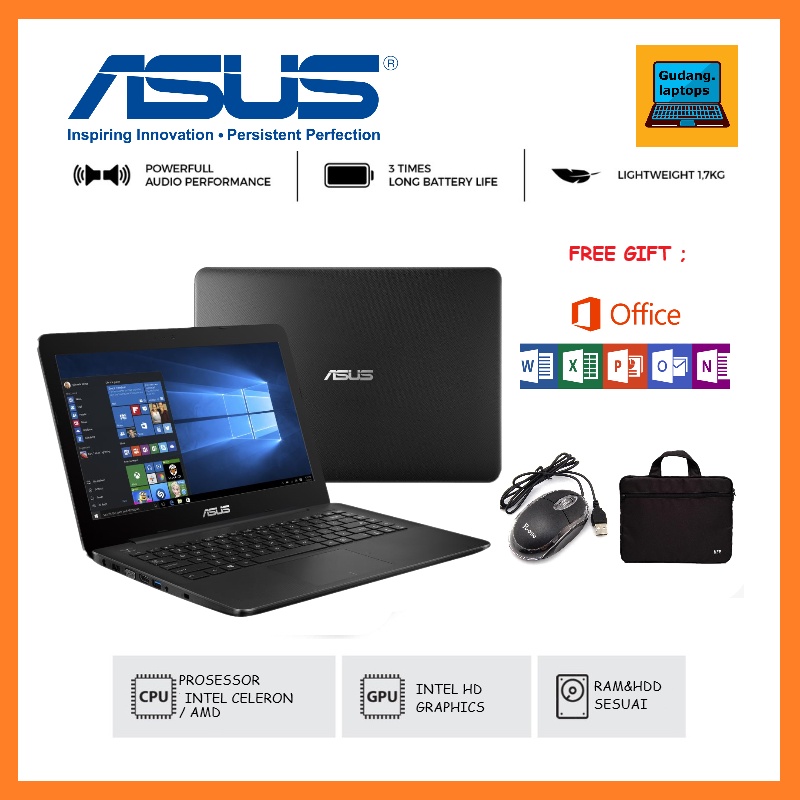 ASUS®
Inspiring Innovation • Persistent Perfection
Gudang.
laptops
POWERFULL
AUDIO PERFORMANCE
3 TIMES
LONG BATTERY LIFE
LIGHTWEIGHT 1,7KG
FREE GIFT ;
Office
W X P O N
ASUS
ASUS
CPU
PROSESSOR
INTEL CELERON
/ AMD
GPU
INTEL HD
GRAPHICS
RAM&HDD
SESUAI